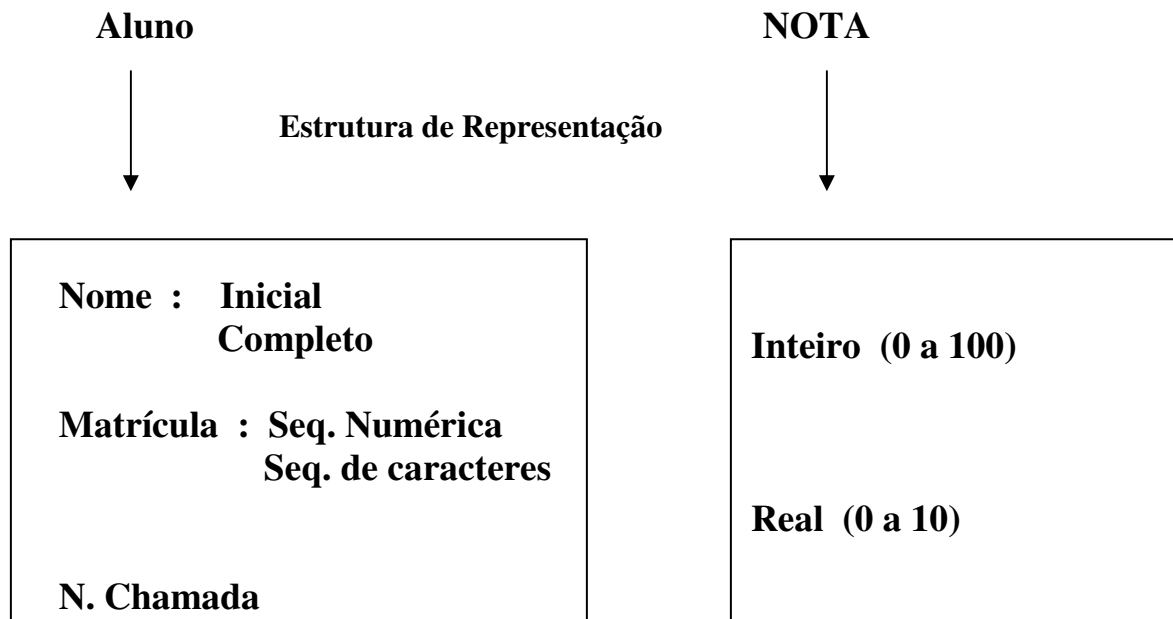 Aluno
NOTA
Estrutura de Representação
Nome : Inicial
Completo
Matrícula : Seq. Numérica
Seq. de caracteres
N. Chamada
Inteiro (0 a 100)
Real (0 a 10)